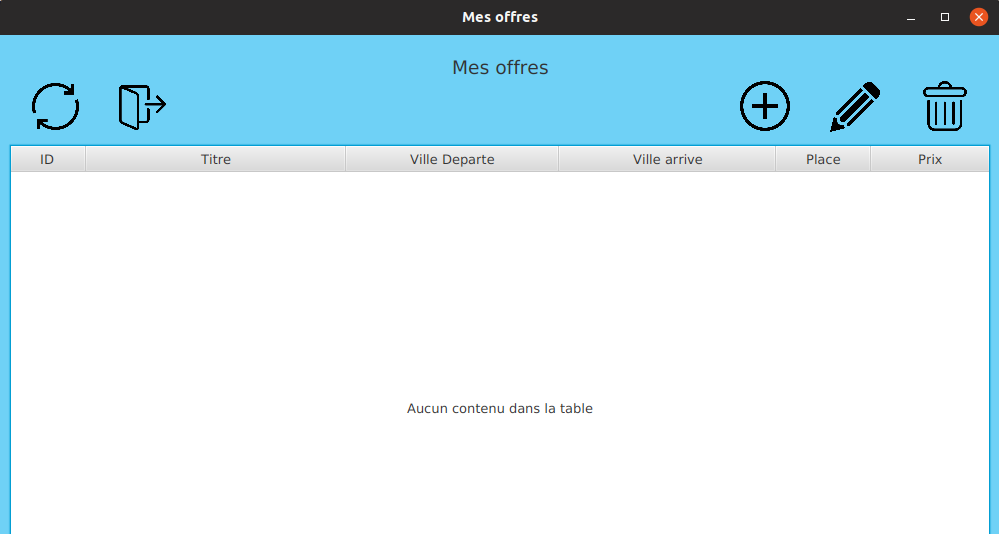 Mes offres
Mes offres
ID Titre Ville Departe Ville arrive Place Prix
Aucun contenu dans la table